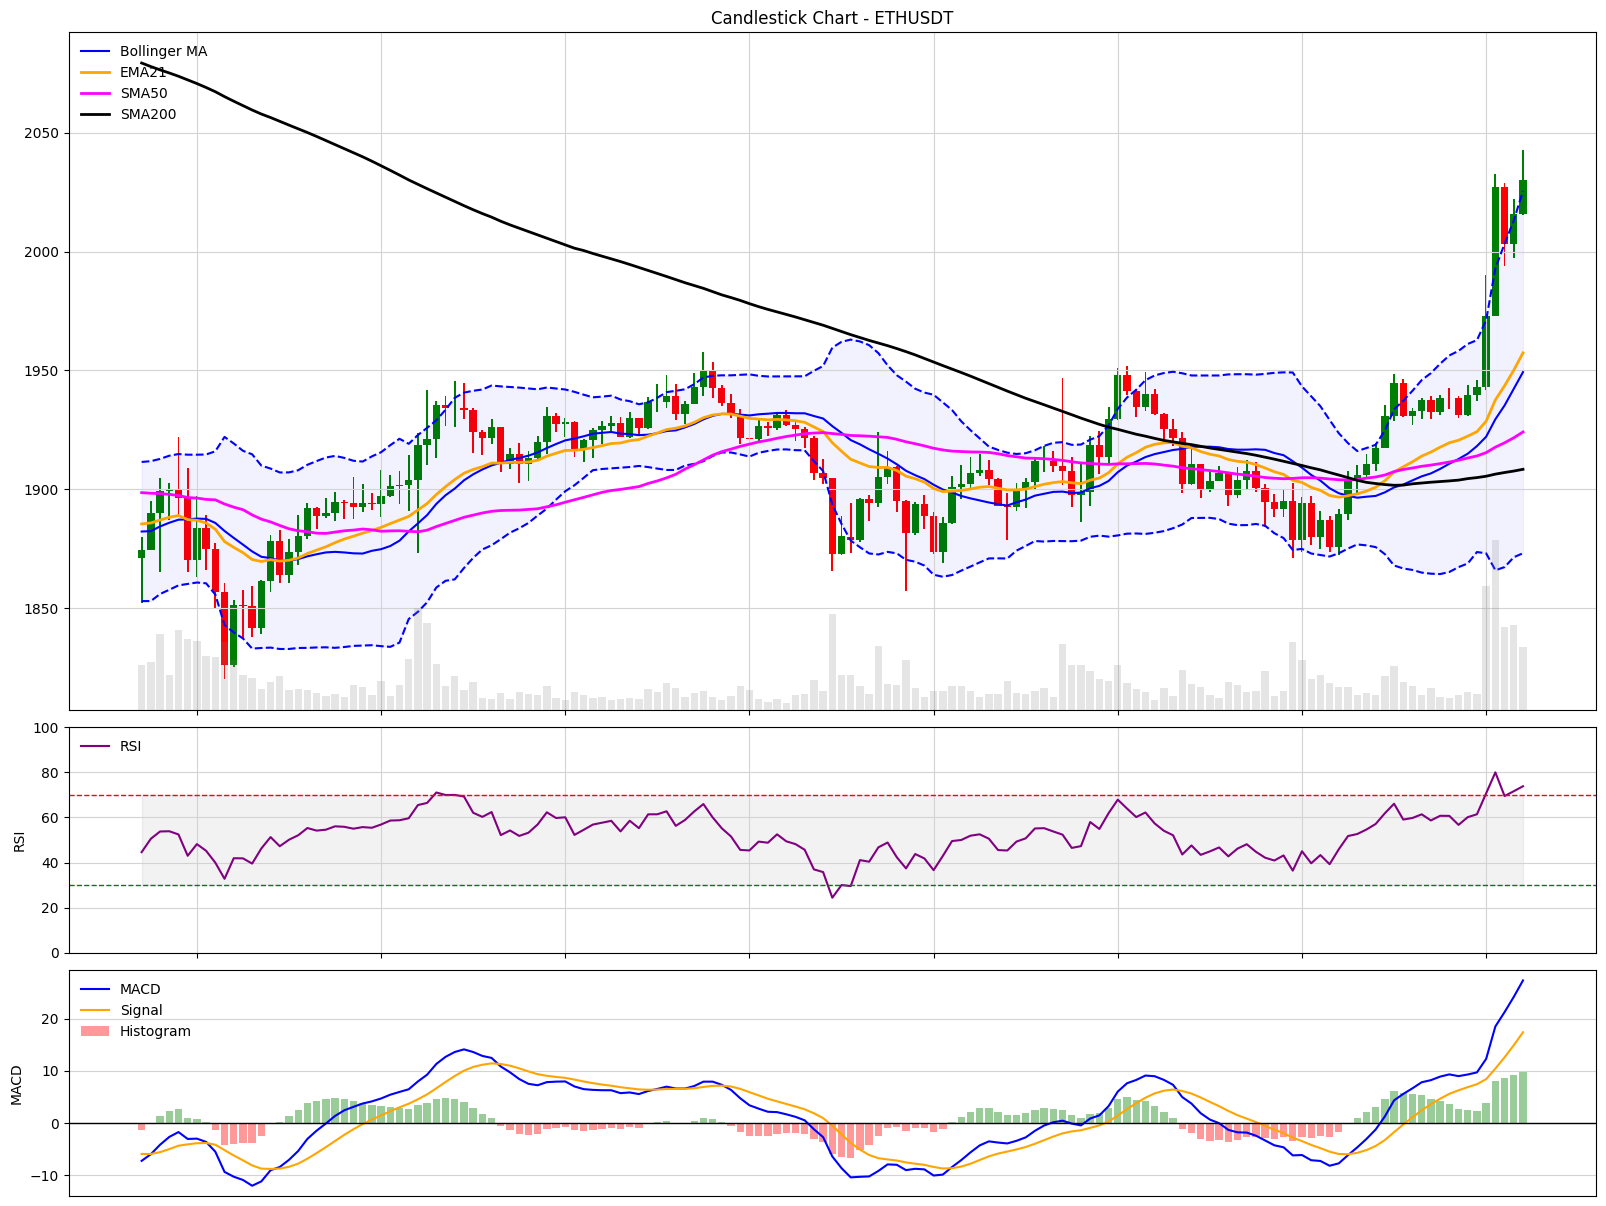 Candlestick Chart - ETHUSDT
Bollinger MA
EMA21
SMA50
SMA200
2050
2000
1950
1900
1850
100
80
60
40
20
0
RSI
RSI
20
10
0
−10
MACD
MACD
Signal
Histogram